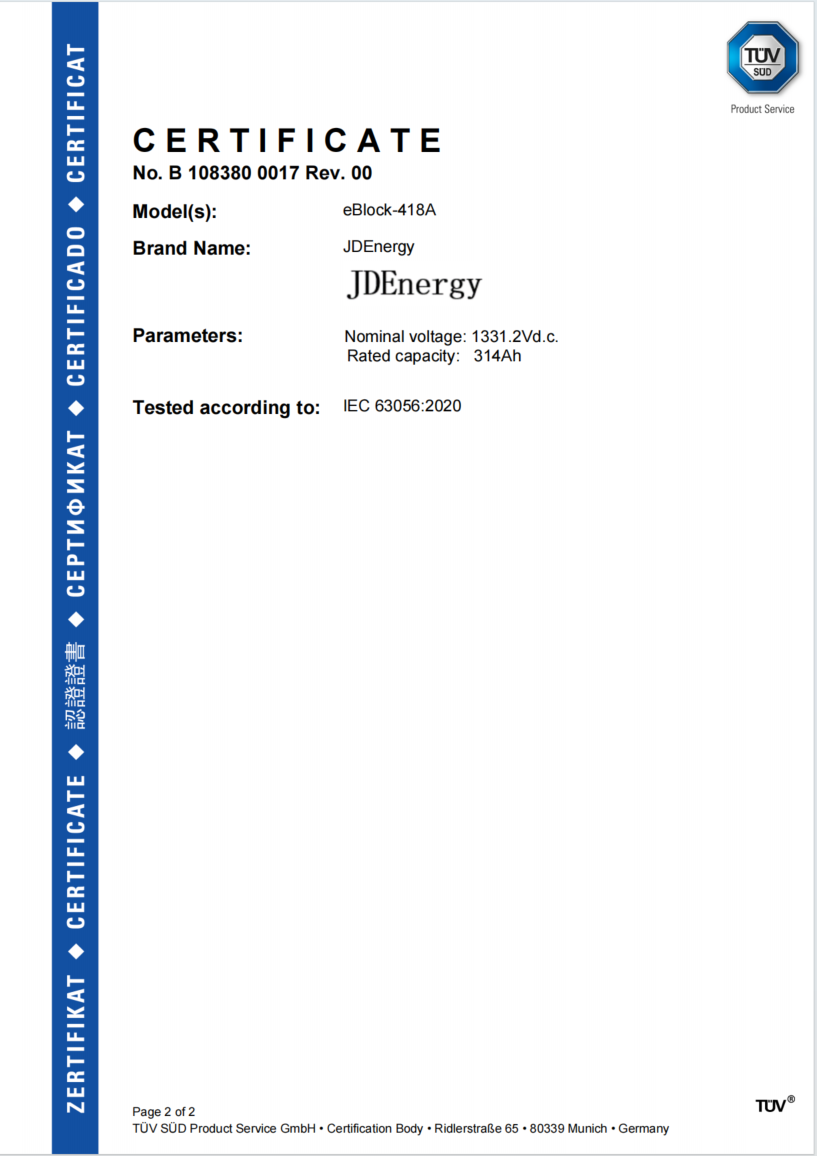 ZERTIFIKAT ◆ CERTIFICATE ◆ 認證證書 ◆ СЕРТИФИКАТ ◆ CERTIFICADO ◆ CERTIFICAT
TÜV
SÜD
Product Service
CERTIFICATE
No. B 108380 0017 Rev. 00
Model(s): eBlock-418A
Brand Name: JDEnergy
JDEnergy
Parameters: Nominal voltage: 1331.2Vd.c.
Rated capacity: 314Ah
Tested according to: IEC 63056:2020
Page 2 of 2
TÜV SÜD Product Service GmbH • Certification Body • Ridlerstraße 65 • 80339 Munich • Germany
TÜV®